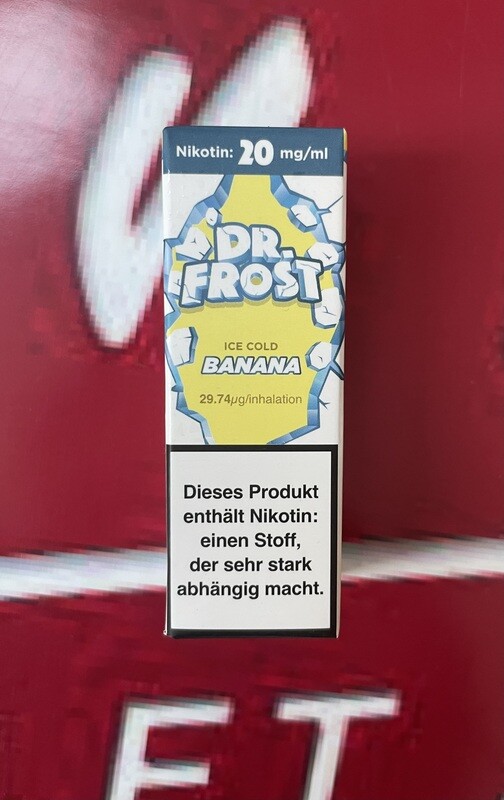 Nikotin: 20 mg/ml
DR.
FROST
ICE COLD
BANANA
29.74µg/inhalation
Dieses Produkt
enthält Nikotin:
einen Stoff,
der sehr stark
abhängig macht.
ET